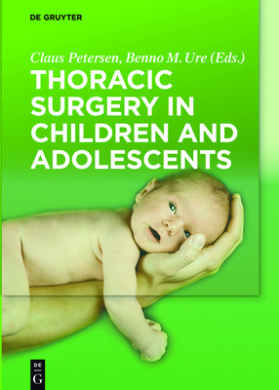 DE GRUYTER
Claus Petersen, Benno M. Ure (Eds.)
THORACIC
SURGERY IN
CHILDREN AND
ADOLESCENTS
DE
G